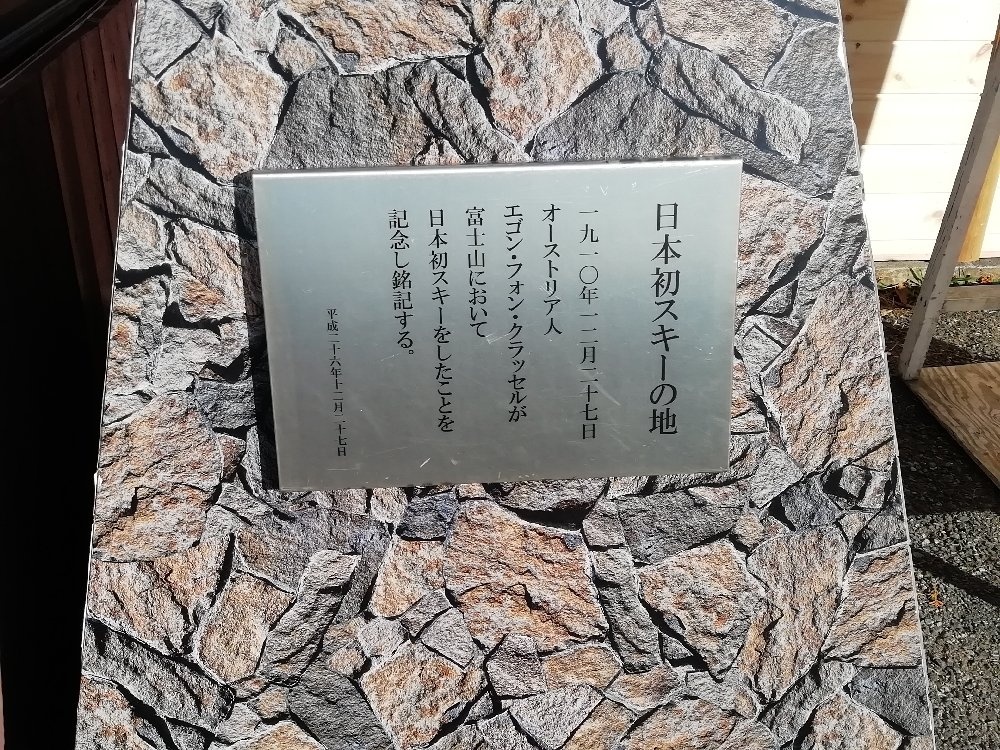 日本初スキーの地
一九一〇年一二月二十七日
オーストリア人
エゴン・フォン・クラッセルが
富士山において
日本初スキーをしたことを
記念し銘記する。
平成二十六年十二月二十七日